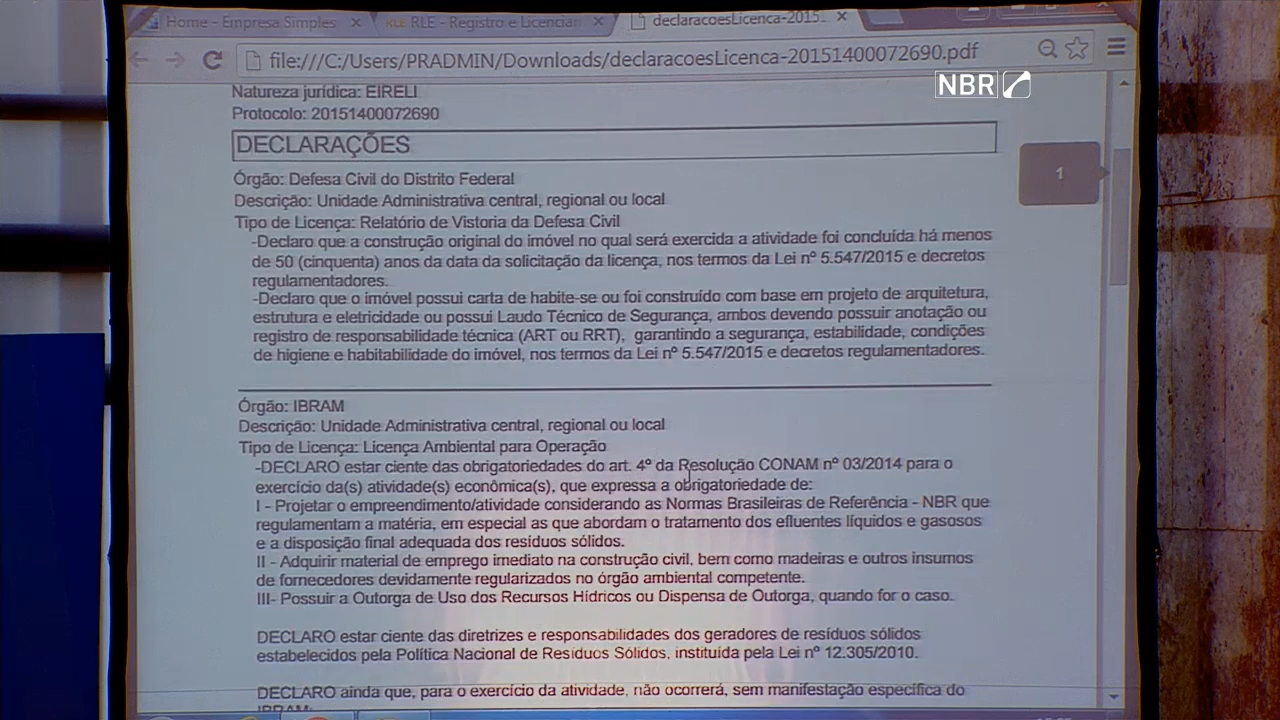 Home - Empresa Simples
RLE - Registro e Licenciar
declaracoesLicenca-2015
file:///C:/Users/PRADMIN/Downloads/declaracoesLicenca-20151400072690.pdf
NBR
Natureza jurídica: EIRELI
Protocolo: 20151400072690
DECLARAÇÕES
1
Órgão: Defesa Civil do Distrito Federal
Descrição: Unidade Administrativa central, regional ou local
Tipo de Licença: Relatório de Vistoria da Defesa Civil
-Declaro que a construção original do imóvel no qual será exercida a atividade foi concluída há menos
de 50 (cinquenta) anos da data da solicitação da licença, nos termos da Lei nº 5.547/2015 e decretos
regulamentadores.
-Declaro que o imóvel possui carta de habite-se ou foi construído com base em projeto de arquitetura,
estrutura e eletricidade ou possui Laudo Técnico de Segurança, ambos devendo possuir anotação ou
registro de responsabilidade técnica (ART ou RRT), garantindo a segurança, estabilidade, condições
de higiene e habitabilidade do imóvel, nos termos da Lei nº 5.547/2015 e decretos regulamentadores.
Órgão: IBRAM
Descrição: Unidade Administrativa central, regional ou local
Tipo de Licença: Licença Ambiental para Operação
-DECLARO estar ciente das obrigatoriedades do art. 4º da Resolução CONAM nº 03/2014 para o
exercício da(s) atividade(s) econômica(s), que expressa a obrigatoriedade de:
I - Projetar o empreendimento/atividade considerando as Normas Brasileiras de Referência - NBR que
regulamentam a matéria, em especial as que abordam o tratamento dos efluentes líquidos e gasosos
e a disposição final adequada dos resíduos sólidos.
II - Adquirir material de emprego imediato na construção civil, bem como madeiras e outros insumos
de fornecedores devidamente regularizados no órgão ambiental competente.
III- Possuir a Outorga de Uso dos Recursos Hídricos ou Dispensa de Outorga, quando for o caso.
DECLARO estar ciente das diretrizes e responsabilidades dos geradores de resíduos sólidos
estabelecidos pela Política Nacional de Resíduos Sólidos, instituída pela Lei nº 12.305/2010.
DECLARO ainda que, para o exercício da atividade, não ocorrerá, sem manifestação específica do
IBRAM: